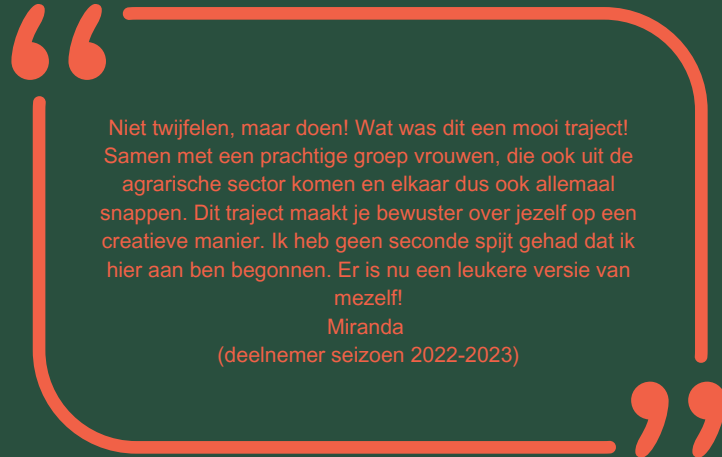 Niet twijfelen, maar doen! Wat was dit een mooi traject!
Samen met een prachtige groep vrouwen, die ook uit de
agrarische sector komen en elkaar dus ook allemaal
snappen. Dit traject maakt je bewuster over jezelf op een
creatieve manier. Ik heb geen seconde spijt gehad dat ik
hier aan ben begonnen. Er is nu een leukere versie van
mezelf!
Miranda
(deelnemer seizoen 2022-2023)